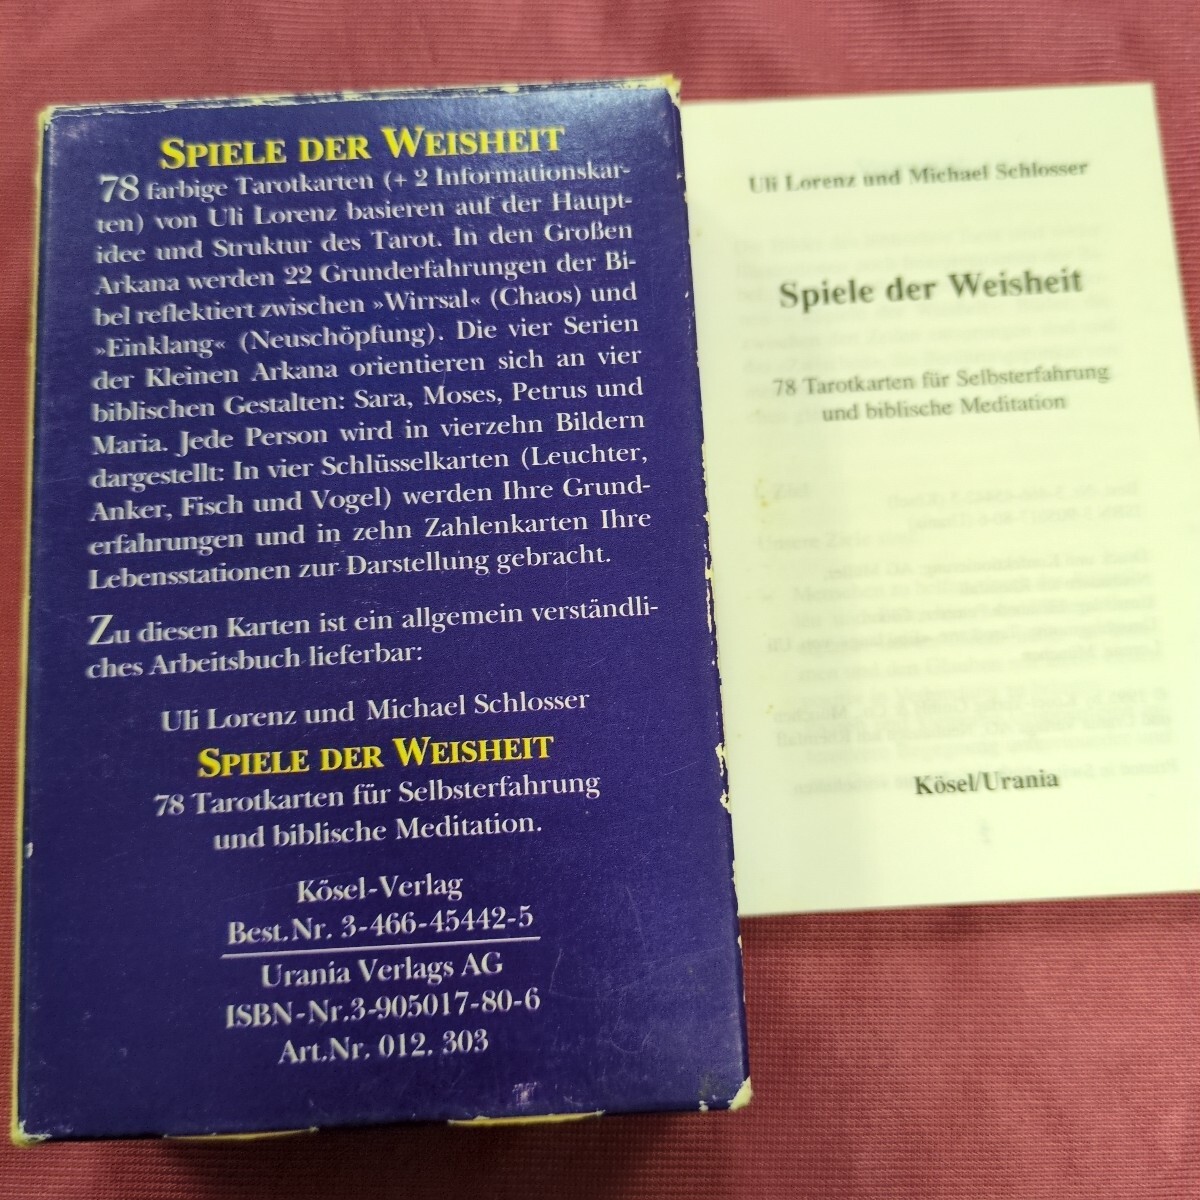 SPIELE DER WEISHEIT
78 farbige Tarotkarten (+ 2 Informationskar-
ten) von Uli Lorenz basieren auf der Haupt-
idee und Struktur des Tarot. In den Großen
Arkana werden 22 Grunderfahrungen der Bi-
bel reflektiert zwischen »Wirrsal« (Chaos) und
»Einklang« (Neuschöpfung). Die vier Serien
der Kleinen Arkana orientieren sich an vier
biblischen Gestalten: Sara, Moses, Petrus und
Maria. Jede Person wird in vierzehn Bildern
dargestellt: In vier Schlüsselkarten (Leuchter,
Anker, Fisch und Vogel) werden Ihre Grund-
erfahrungen und in zehn Zahlenkarten Ihre
Lebensstationen zur Darstellung gebracht.
Zu diesen Karten ist ein allgemein verständli-
ches Arbeitsbuch lieferbar:
Uli Lorenz und Michael Schlosser
SPIELE DER WEISHEIT
78 Tarotkarten für Selbsterfahrung
und biblische Meditation.
Kösel-Verlag
Best.Nr. 3-466-45442-5
Urania Verlags AG
ISBN-Nr.3-905017-80-6
Art.Nr. 012. 303
Uli Lorenz und Michael Schlosser
Spiele der Weisheit
78 Tarotkarten für Selbsterfahrung
und biblische Meditation
Kösel/Urania